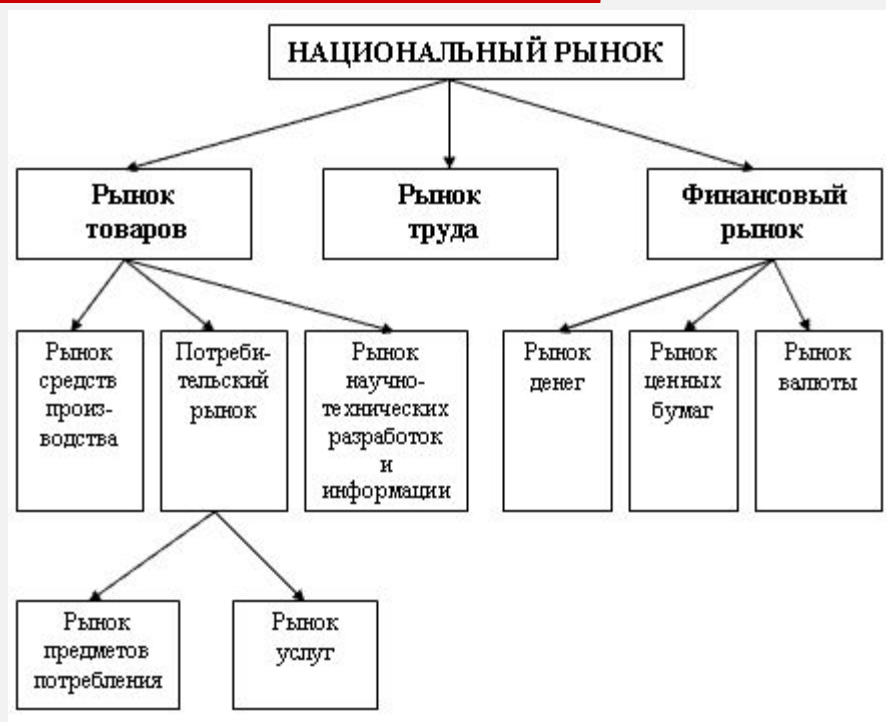 НАЦИОНАЛЬНЫЙ РЫНОК
Рынок
товаров
Рынок
труда
Финансовый
рынок
Рынок
средств
произ-
водства
Потреби-
тельский
рынок
Рынок
научно-
технических
разработок
и
информации
Рынок
денег
Рынок
ценных
бумаг
Рынок
валюты
Рынок
предметов
потребления
Рынок
услуг